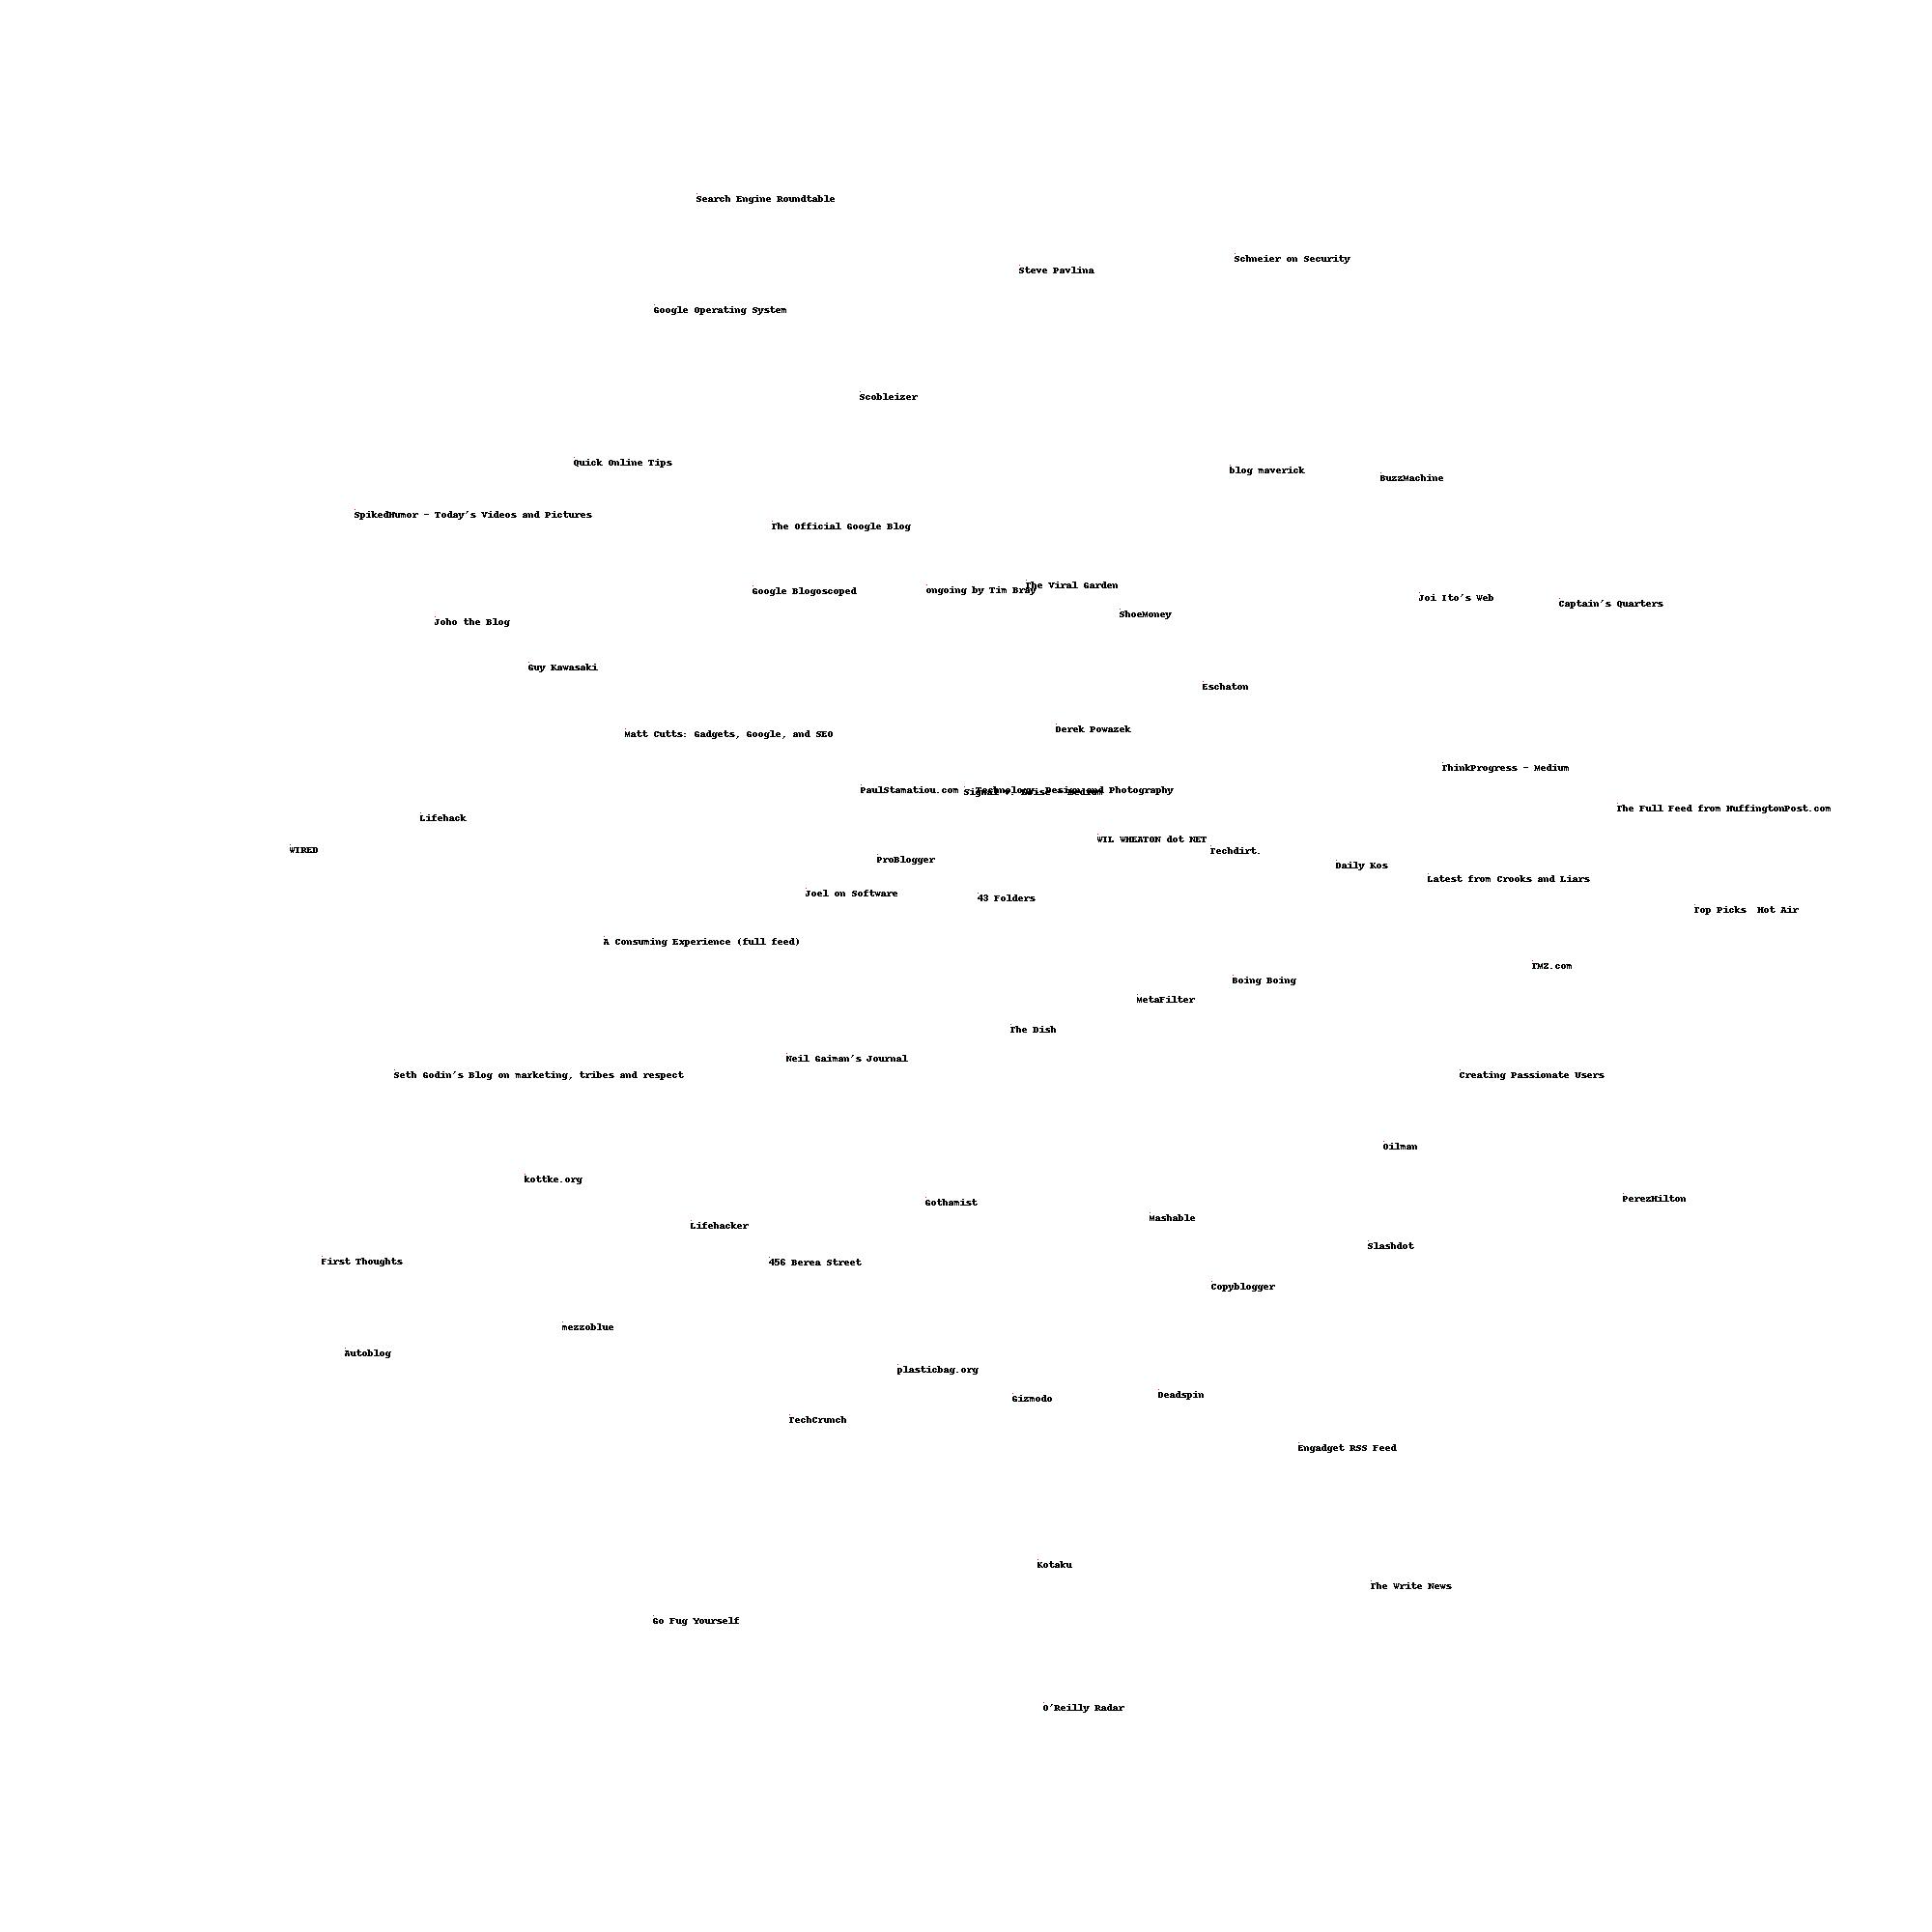 Search Engine Roundtable
Schneier on Security
Steve Pavlina
Google Operating System
Scobleizer
Quick Online Tips
blog maverick
BuzzMachine
SpikedHumor - Today's Videos and Pictures
The Official Google Blog
The Viral Garden
Google Blogoscoped
ongoing by Tim Bray
Joi Ito's Web
Captain's Quarters
ShoeMoney
Joho the Blog
Guy Kawasaki
Eschaton
Derek Powazek
Matt Cutts: Gadgets, Google, and SEO
ThinkProgress - Medium
PaulStamatiou.com - Technology, Design and Photography
Signal v. Noise - Medium
The Full Feed from HuffingtonPost.com
Lifehack
WIL WHEATON dot NET
WIRED
Techdirt.
ProBlogger
Daily Kos
Latest from Crooks and Liars
Joel on Software
43 Folders
Top Picks  Hot Air
A Consuming Experience (full feed)
TMZ.com
Boing Boing
MetaFilter
The Dish
Neil Gaiman's Journal
Seth Godin's Blog on marketing, tribes and respect
Creating Passionate Users
Oilman
kottke.org
PerezHilton
Gothamist
Mashable
Lifehacker
Slashdot
First Thoughts
456 Berea Street
Copyblogger
mezzoblue
Autoblog
plasticbag.org
Deadspin
Gizmodo
TechCrunch
Engadget RSS Feed
Kotaku
The Write News
Go Fug Yourself
O'Reilly Radar